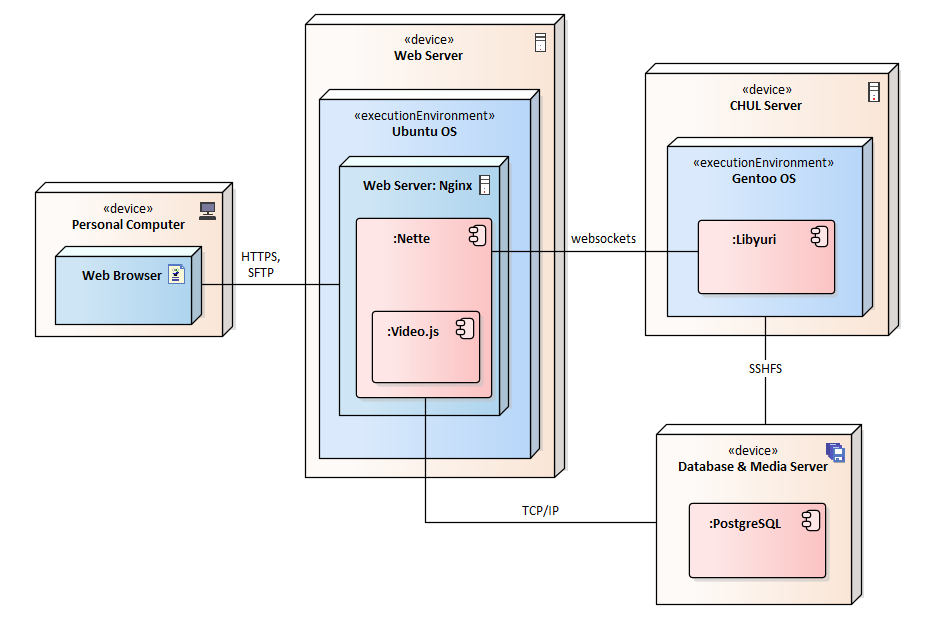 «device»
Web Server
«executionEnvironment»
Ubuntu OS
Web Server: Nginx
:Nette
:Video.js
«device»
Personal Computer
Web Browser
HTTPS,
SFTP
websockets
«device»
CHUL Server
«executionEnvironment»
Gentoo OS
:Libyuri
SSHFS
«device»
Database & Media Server
:PostgreSQL
TCP/IP